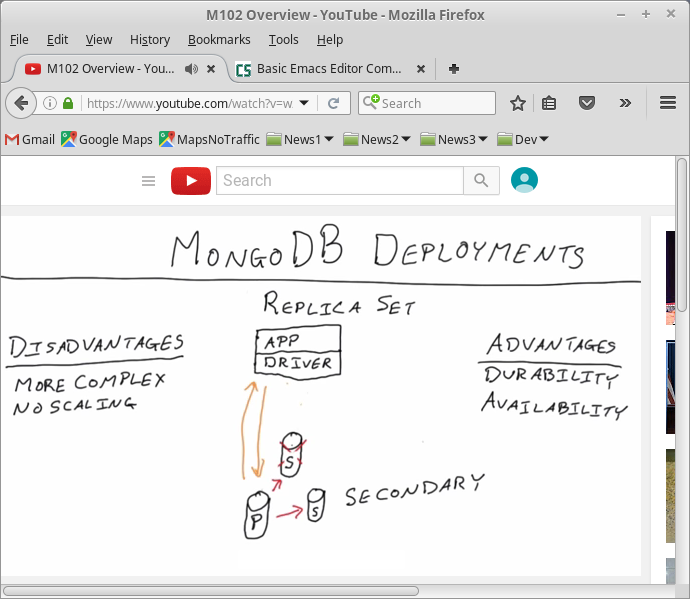 M102 Overview - YouTube - Mozilla Firefox
File Edit View History Bookmarks Tools Help
M102 Overview - You...
Basic Emacs Editor Com...
https://www.youtube.com/watch?v=w
Search
Gmail Google Maps MapsNoTraffic News1 News2 News3 Dev
Search
MONGODB DEPLOYMENTS
REPLICA SET
DISADVANTAGES
MORE COMPLEX
NO SCALING
APP
DRIVER
ADVANTAGES
DURABILITY
AVAILABILITY
S
P
S
SECONDARY